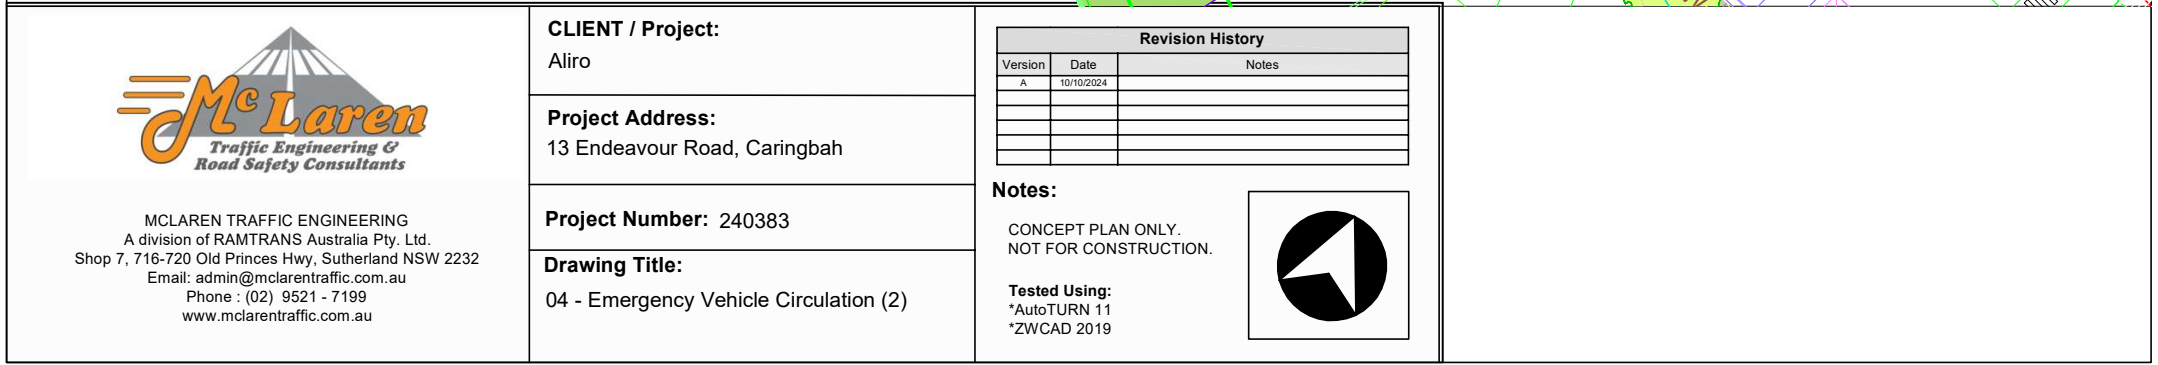 Mc Laren
Traffic Engineering &
Road Safety Consultants
MCLAREN TRAFFIC ENGINEERING
A division of RAMTRANS Australia Pty. Ltd.
Shop 7, 716-720 Old Princes Hwy, Sutherland NSW 2232
Email: admin@mclarentraffic.com.au
Phone : (02) 9521 - 7199
www.mclarentraffic.com.au
CLIENT / Project:
Aliro
Project Address:
13 Endeavour Road, Caringbah
Project Number: 240383
Drawing Title:
04 - Emergency Vehicle Circulation (2)
Revision History
Version Date Notes
A 10/10/2024
Notes:
CONCEPT PLAN ONLY.
NOT FOR CONSTRUCTION.
Tested Using:
*AutoTURN 11
*ZWCAD 2019